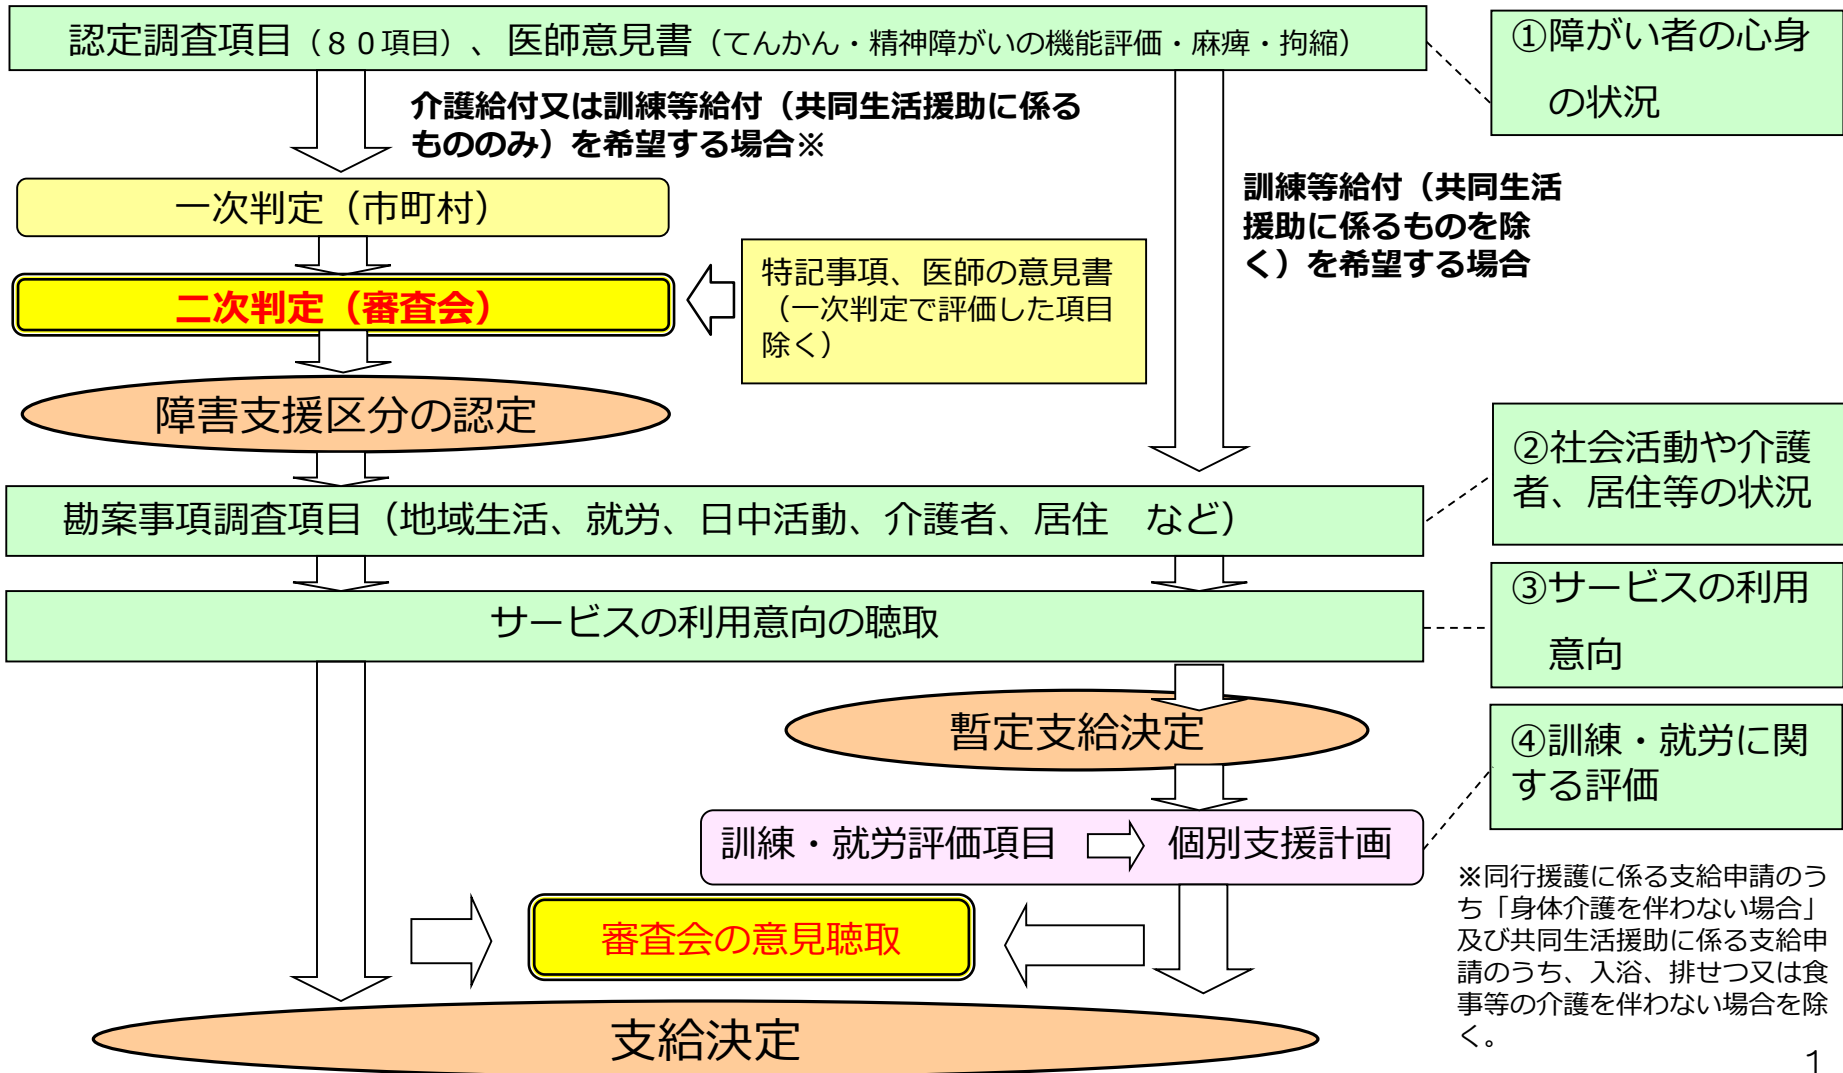 認定調査項目（８０項目）、医師意見書（てんかん・精神障がいの機能評価・麻痺・拘縮）
①障がい者の心身
の状況
介護給付又は訓練等給付（共同生活援助に係る
もののみ）を希望する場合※
訓練等給付（共同生活
援助に係るものを除
く）を希望する場合
一次判定（市町村）
二次判定（審査会）
特記事項、医師の意見書
（一次判定で評価した項目
除く）
障害支援区分の認定
②社会活動や介護
者、居住等の状況
勘案事項調査項目（地域生活、就労、日中活動、介護者、居住　など）
サービスの利用意向の聴取
③サービスの利用
意向
暫定支給決定
④訓練・就労に関
する評価
訓練・就労評価項目
個別支援計画
審査会の意見聴取
支給決定
※同行援護に係る支給申請のう
ち「身体介護を伴わない場合」
及び共同生活援助に係る支給申
請のうち、入浴、排せつ又は食
事等の介護を伴わない場合を除
く。
1